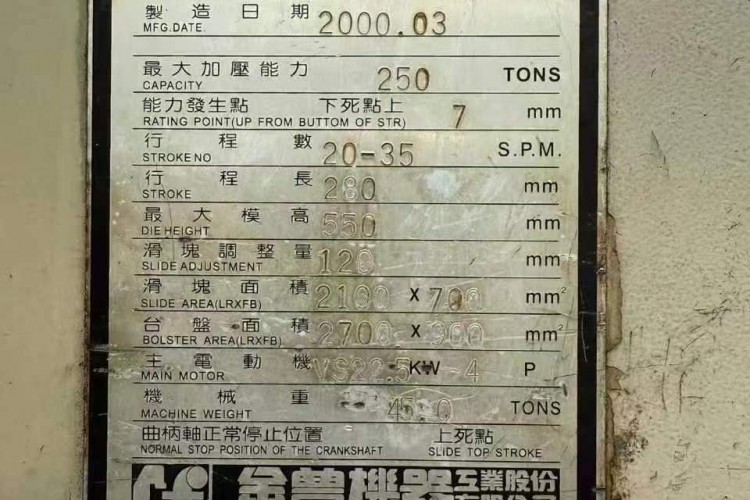 製造日期
MFG.DATE 2000.03
最大加壓能力 250 TONS
CAPACITY
能力發生點 下死點上 7 mm
RATING POINT(UP FROM BUTTOM OF STR)
行程數 20-35 S.P.M.
STROKE NO
行程長 280 mm
STROKE
最大模高 550 mm
DIE HEIGHT
滑塊調整量 120 mm
SLIDE ADJUSTMENT
滑塊面積 2100 X 700 mm²
SLIDE AREA(LRXFB)
台盤面積 2700 X 900 mm²
BOLSTER AREA(LRXFB)
主電動機 VS22.5 KW 4 P
MAIN MOTOR
機械重 45.0 TONS
MACHINE WEIGHT
曲柄軸正常停止位置 上死點
NORMAL STOP POSITION OF THE CRANKSHAFT SLIDE TOP STROKE
金豊機器 工業股份